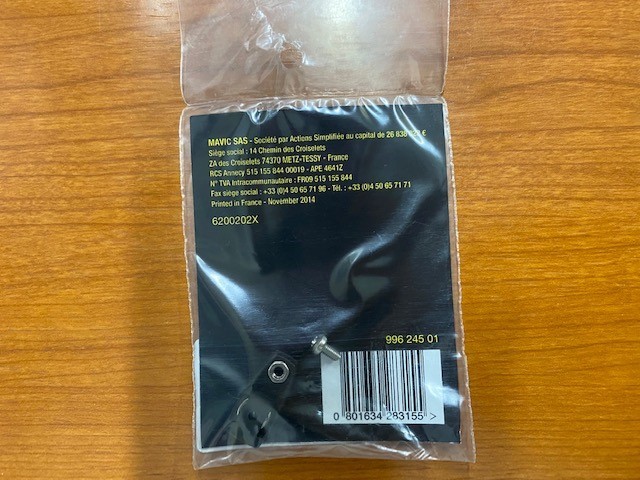 MAVIC SAS - Société par Actions Simplifiée au capital de 26 838 024 €
Siège social : 14 Chemin des Croiselets
ZA des Croiselets 74370 METZ-TESSY - France
RCS Annecy 515 155 844 00019 - APE 4641Z
N° TVA Intracommunautaire : FR09 515 155 844
Fax siège social : +33 (0)4 50 65 71 96 - Tél. : +33 (0)4 50 65 71 71
Printed in France - November 2014
6200202X
996 245 01
0 801634 283155 >